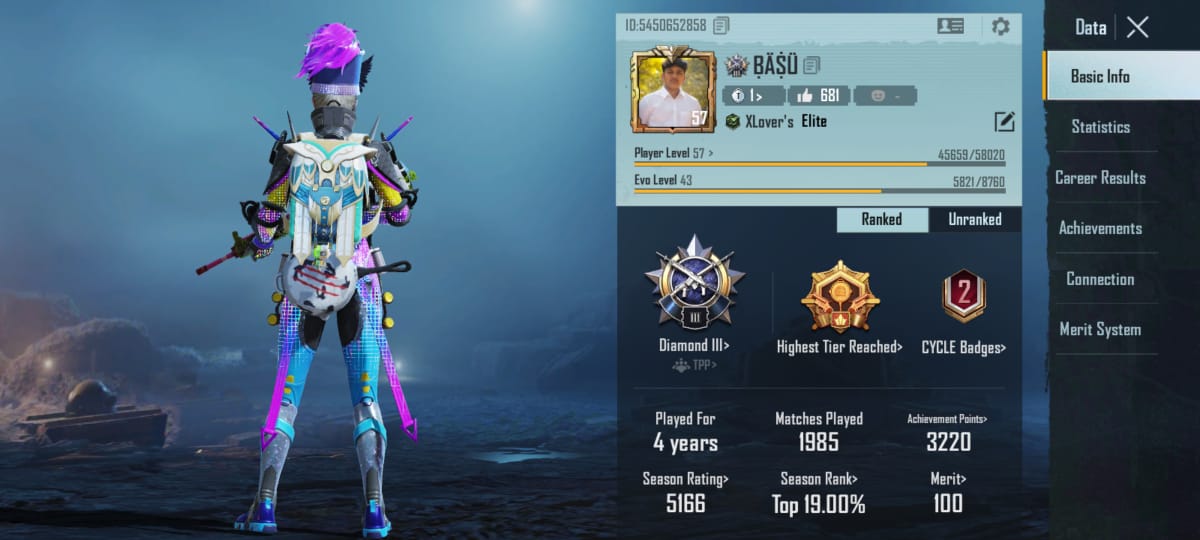 ID:5450652858
Data
ḄÄṠÜ
Basic Info
1>
681
-
57
XLover's Elite
Statistics
Player Level 57 >
45659/58020
Evo Level 43
5821/8760
Career Results
Ranked
Unranked
Achievements
2
III
Connection
Diamond III>
Highest Tier Reached>
CYCLE Badges>
TPP>
Merit System
Played For
Matches Played
Achievement Points>
4 years
1985
3220
Season Rating>
Season Rank>
Merit>
5166
Top 19.00%
100